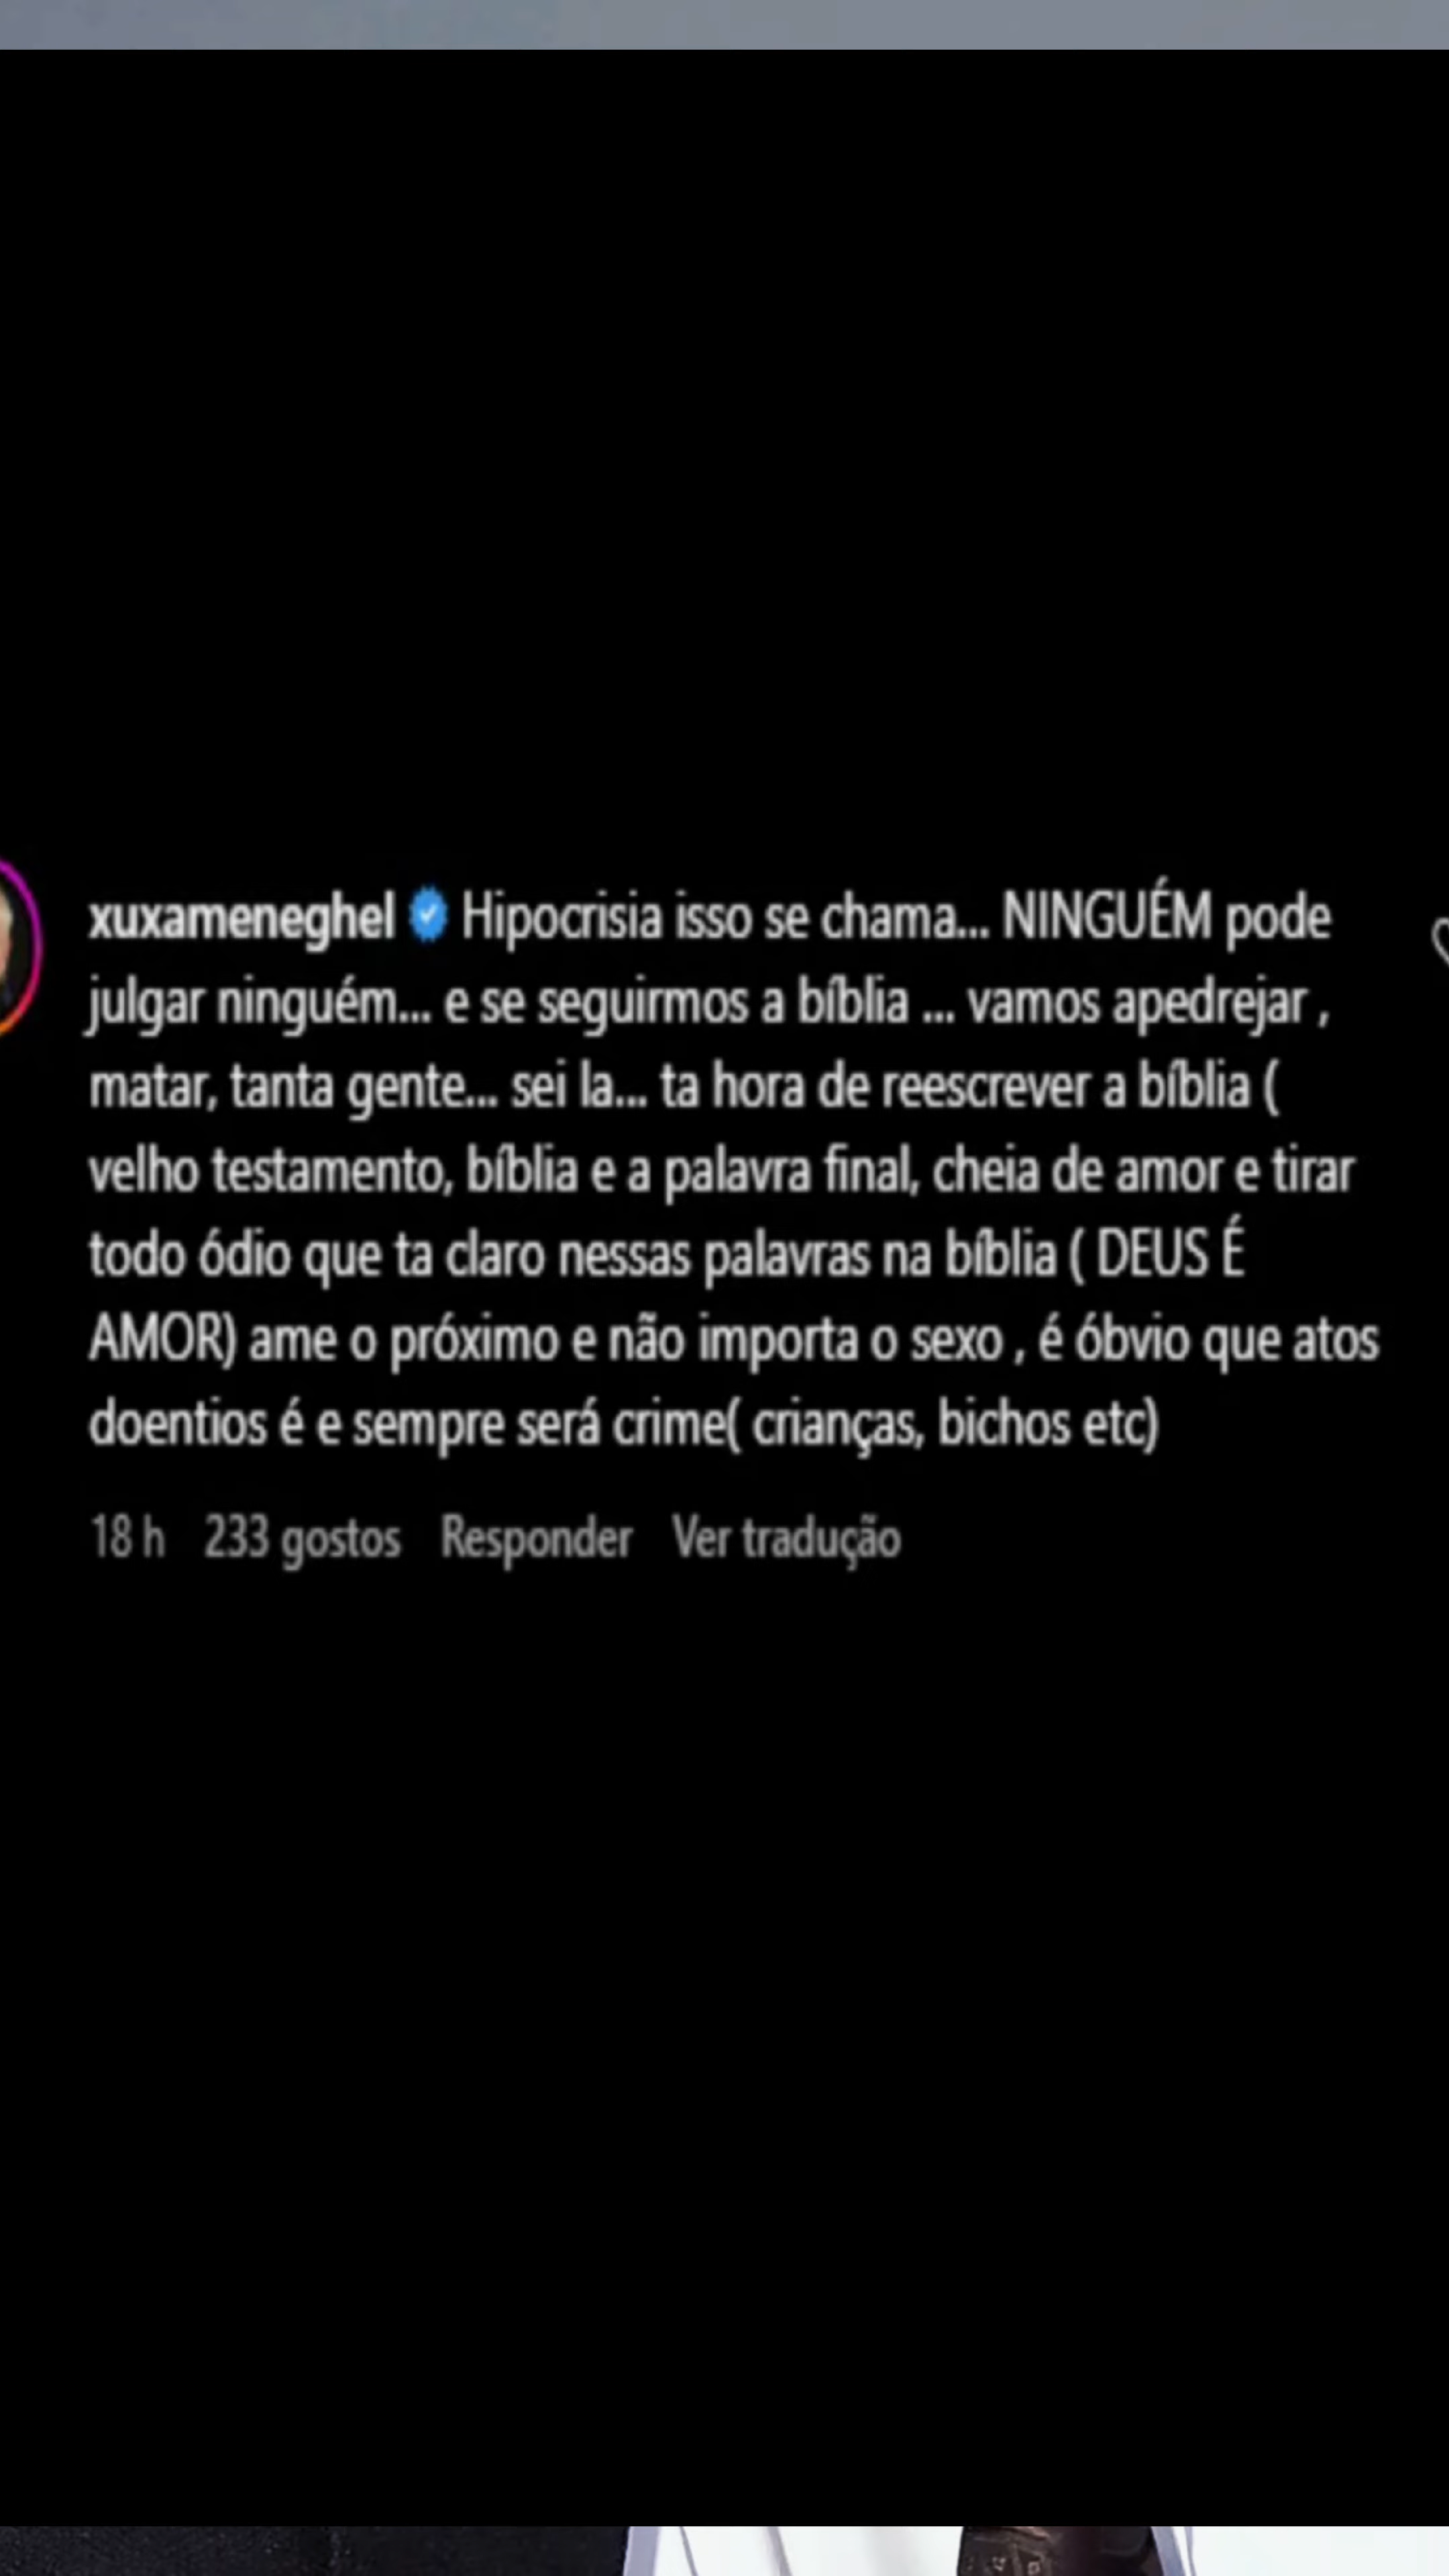 xuxameneghel Hipocrisia isso se chama... NINGUÉM pode
julgar ninguém... e se seguirmos a bíblia ... vamos apedrejar ,
matar, tanta gente... sei la... ta hora de reescrever a bíblia (
velho testamento, bíblia e a palavra final, cheia de amor e tirar
todo ódio que ta claro nessas palavras na bíblia ( DEUS É
AMOR) ame o próximo e não importa o sexo , é óbvio que atos
doentios é e sempre será crime( crianças, bichos etc)
18 h 233 gostos Responder Ver tradução